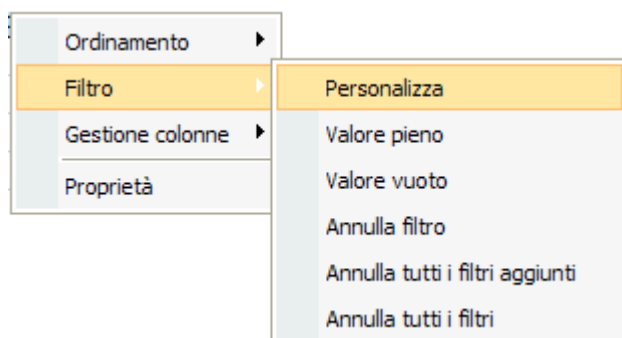 Ordinamento
Filtro
Gestione colonne
Proprietà
Personalizza
Valore pieno
Valore vuoto
Annulla filtro
Annulla tutti i filtri aggiunti
Annulla tutti i filtri